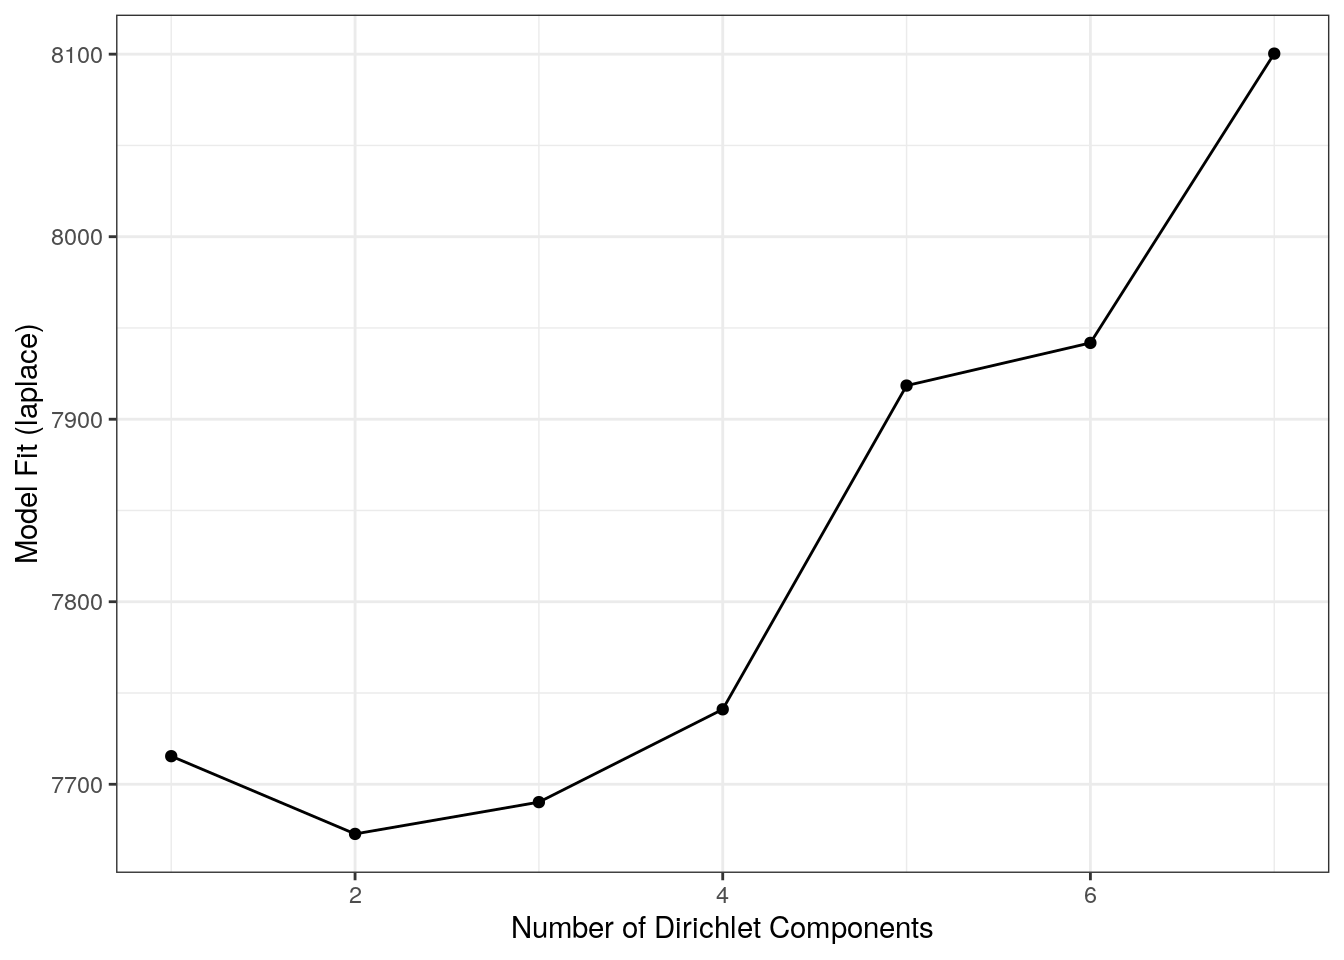 8100
8000
7900
7800
7700
Model Fit (laplace)
2 4 6
Number of Dirichlet Components